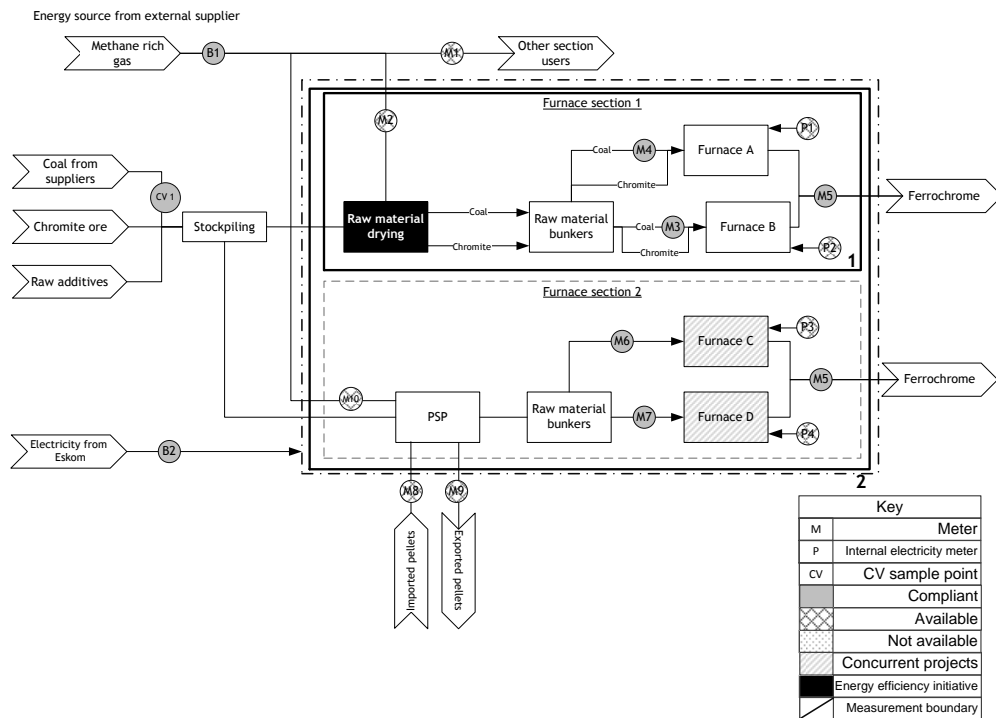 Energy source from external supplier
Methane rich
gas
B1
M1
Other section
users
Furnace section 1
M2
P1
Coal
M4
Furnace A
Chromite
Coal from
suppliers
CV 1
M5
Ferrochrome
Chromite ore
Stockpiling
Raw material
drying
Coal
Chromite
Raw material
bunkers
Coal
M3
Chromite
Furnace B
P2
1
Raw additives
Furnace section 2
P3
M6
Furnace C
M5
Ferrochrome
M10
PSP
Raw material
bunkers
M7
Furnace D
P4
Electricity from
Eskom
B2
2
M8
M9
Imported pellets
Exported pellets
Key
M Meter
P Internal electricity meter
CV CV sample point
Compliant
Available
Not available
Concurrent projects
Energy efficiency initiative
Measurement boundary